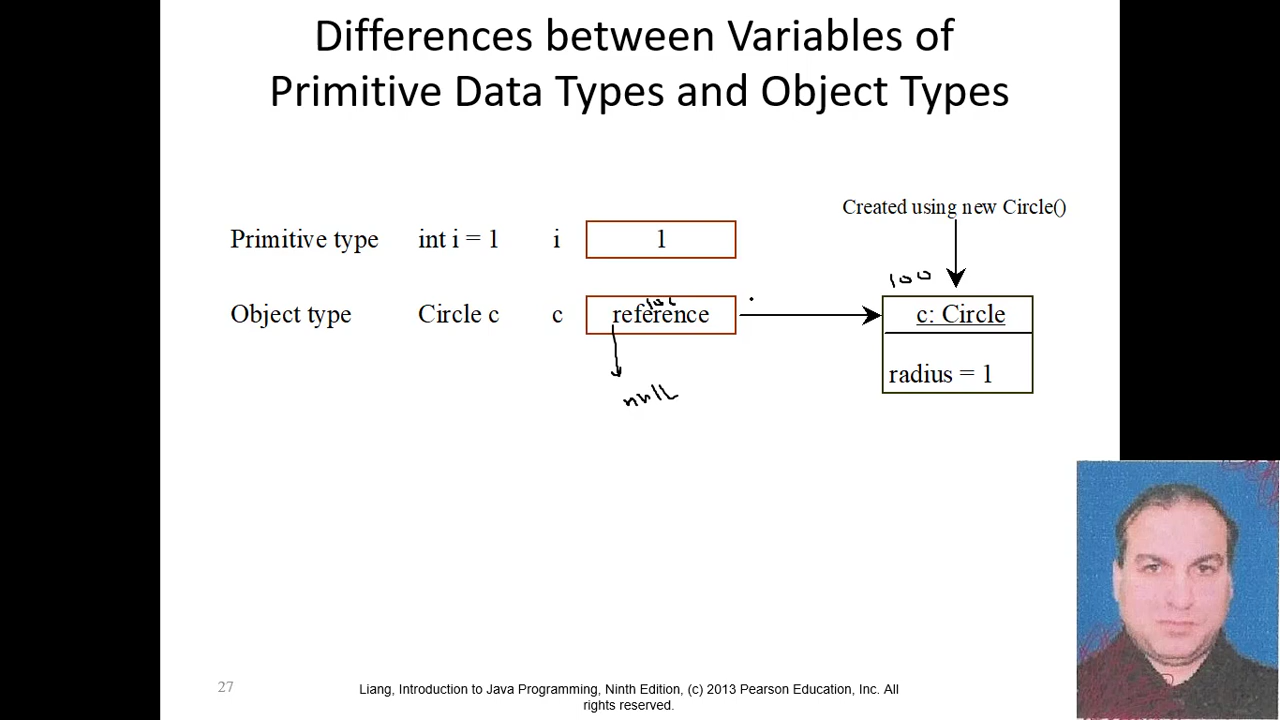 Differences between Variables of
Primitive Data Types and Object Types
Created using new Circle()
Primitive type int i = 1 i 1
100
Object type Circle c c reference c: Circle
radius = 1
null
27
Liang, Introduction to Java Programming, Ninth Edition, (c) 2013 Pearson Education, Inc. All
rights reserved.